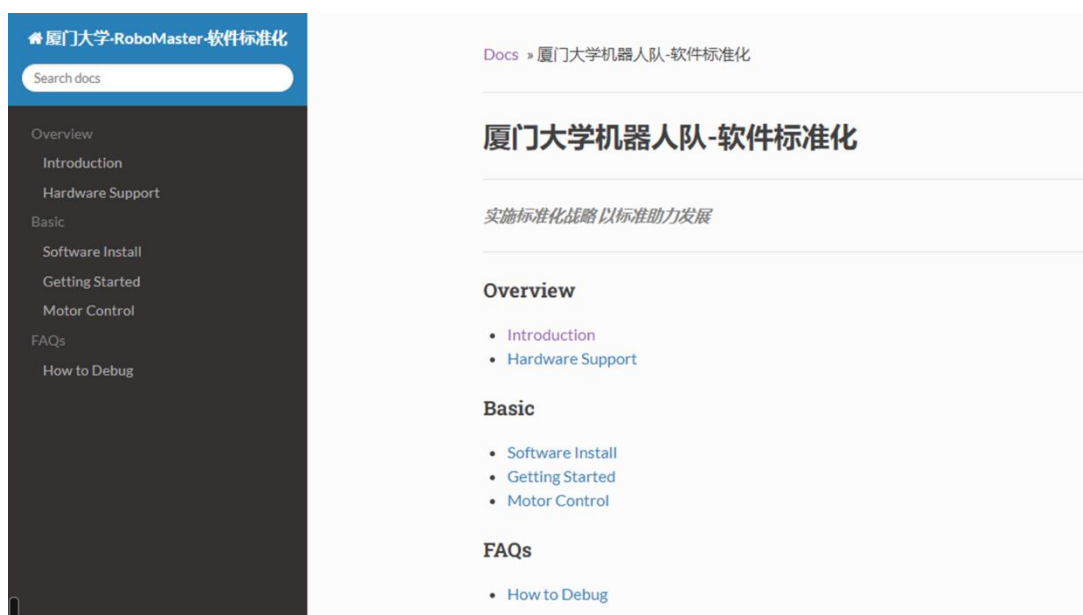 厦门大学-RoboMaster-软件标准化
Search docs
Overview
Introduction
Hardware Support
Basic
Software Install
Getting Started
Motor Control
FAQs
How to Debug
Docs » 厦门大学机器人队-软件标准化
厦门大学机器人队-软件标准化
实施标准化战略 以标准助力发展
Overview
Introduction
Hardware Support
Basic
Software Install
Getting Started
Motor Control
FAQs
How to Debug